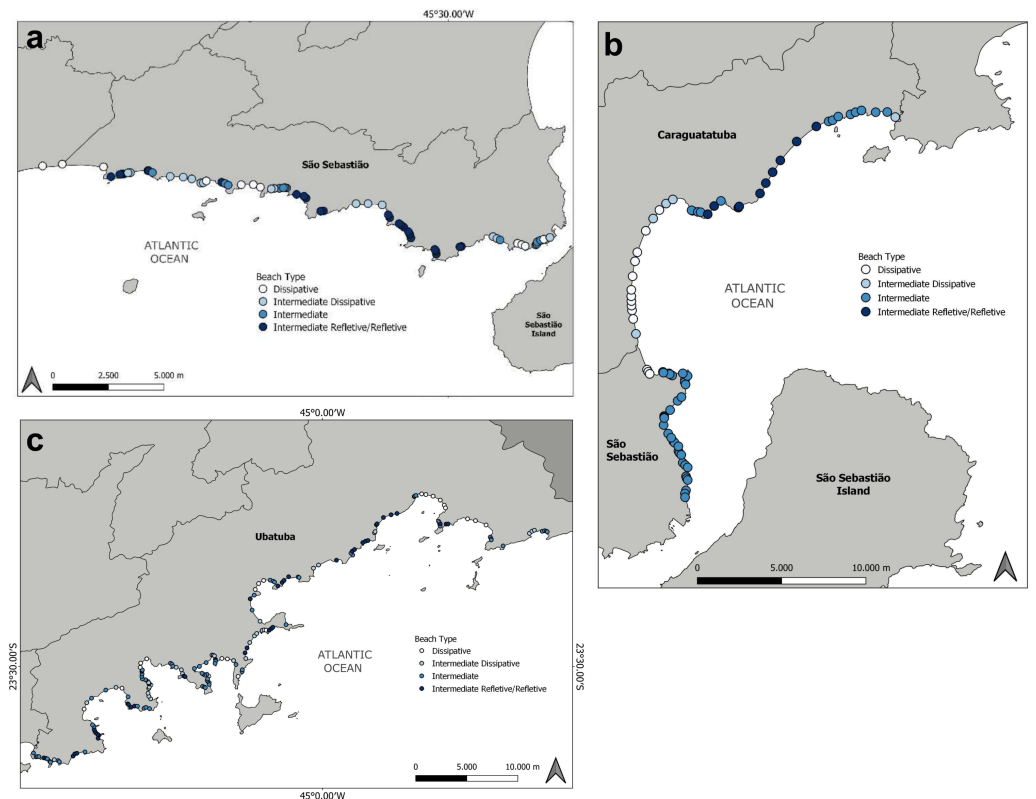 45°30.00'W
a
São Sebastião
ATLANTIC
OCEAN
Beach Type
Dissipative
Intermediate Dissipative
Intermediate
Intermediate Refletive/Refletive
São
Sebastião
Island
0 2.500 5.000 m
b
Caraguatatuba
Beach Type
Dissipative
Intermediate Dissipative
Intermediate
Intermediate Refletive/Refletive
ATLANTIC
OCEAN
São
Sebastião
São Sebastião
Island
0 5.000 10.000 m
45°0.00'W
c
Ubatuba
ATLANTIC
OCEAN
Beach Type
Dissipative
Intermediate Dissipative
Intermediate
Intermediate Refletive/Refletive
23°30.00'S
23°30.00'S
0 5.000 10.000 m
45°0.00'W